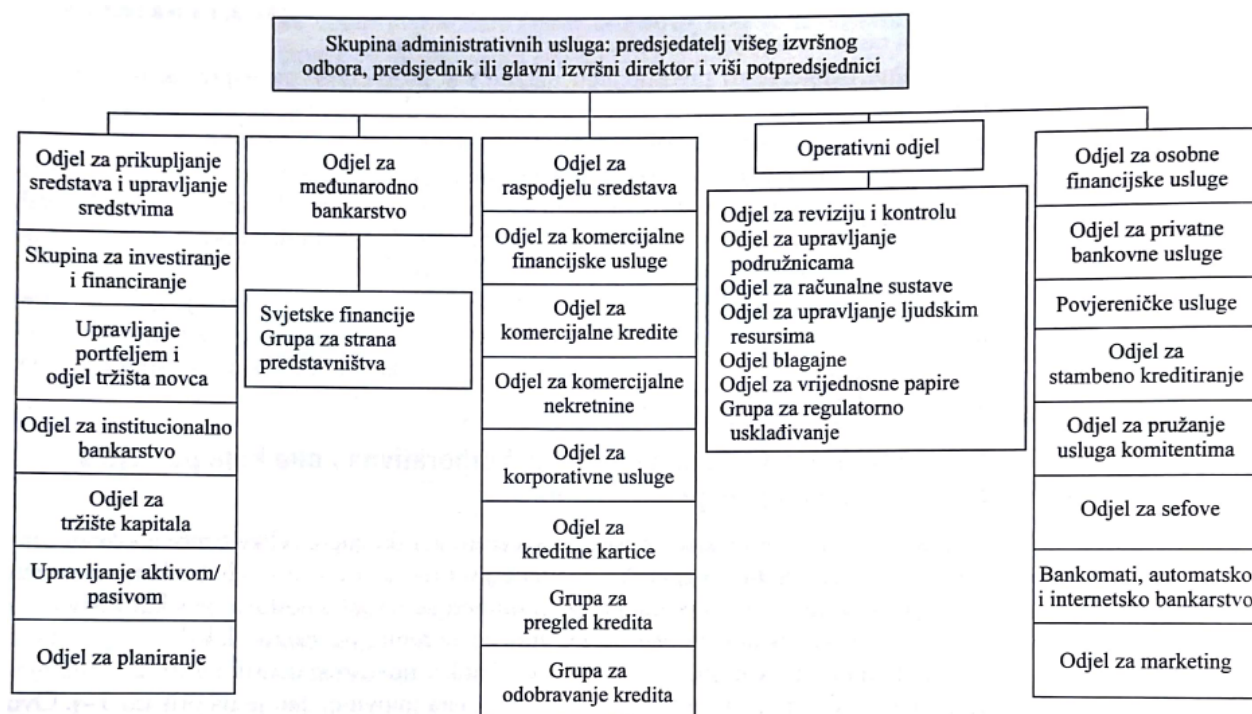 Skupina administrativnih usluga: predsjedatelj višeg izvršnog
odbora, predsjednik ili glavni izvršni direktor i viši potpredsjednici
Odjel za prikupljanje
sredstava i upravljanje
sredstvima
Skupina za investiranje
i financiranje
Upravljanje
portfeljem i
odjel tržišta novca
Odjel za institucionalno
bankarstvo
Odjel za
tržište kapitala
Upravljanje aktivom/
pasivom
Odjel za planiranje
Odjel za
međunarodno
bankarstvo
Svjetske financije
Grupa za strana
predstavništva
Odjel za
raspodjelu sredstava
Odjel za komercijalne
financijske usluge
Odjel za
komercijalne kredite
Odjel za komercijalne
nekretnine
Odjel za
korporativne usluge
Odjel za
kreditne kartice
Grupa za
pregled kredita
Grupa za
odobravanje kredita
Operativni odjel
Odjel za reviziju i kontrolu
Odjel za upravljanje
podružnicama
Odjel za računalne sustave
Odjel za upravljanje ljudskim
resursima
Odjel blagajne
Odjel za vrijednosne papire
Grupa za regulatorno
usklađivanje
Odjel za osobne
financijske usluge
Odjel za privatne
bankovne usluge
Povjereničke usluge
Odjel za
stambeno kreditiranje
Odjel za pružanje
usluga komitentima
Odjel za sefove
Bankomati, automatsko
i internetsko bankarstvo
Odjel za marketing